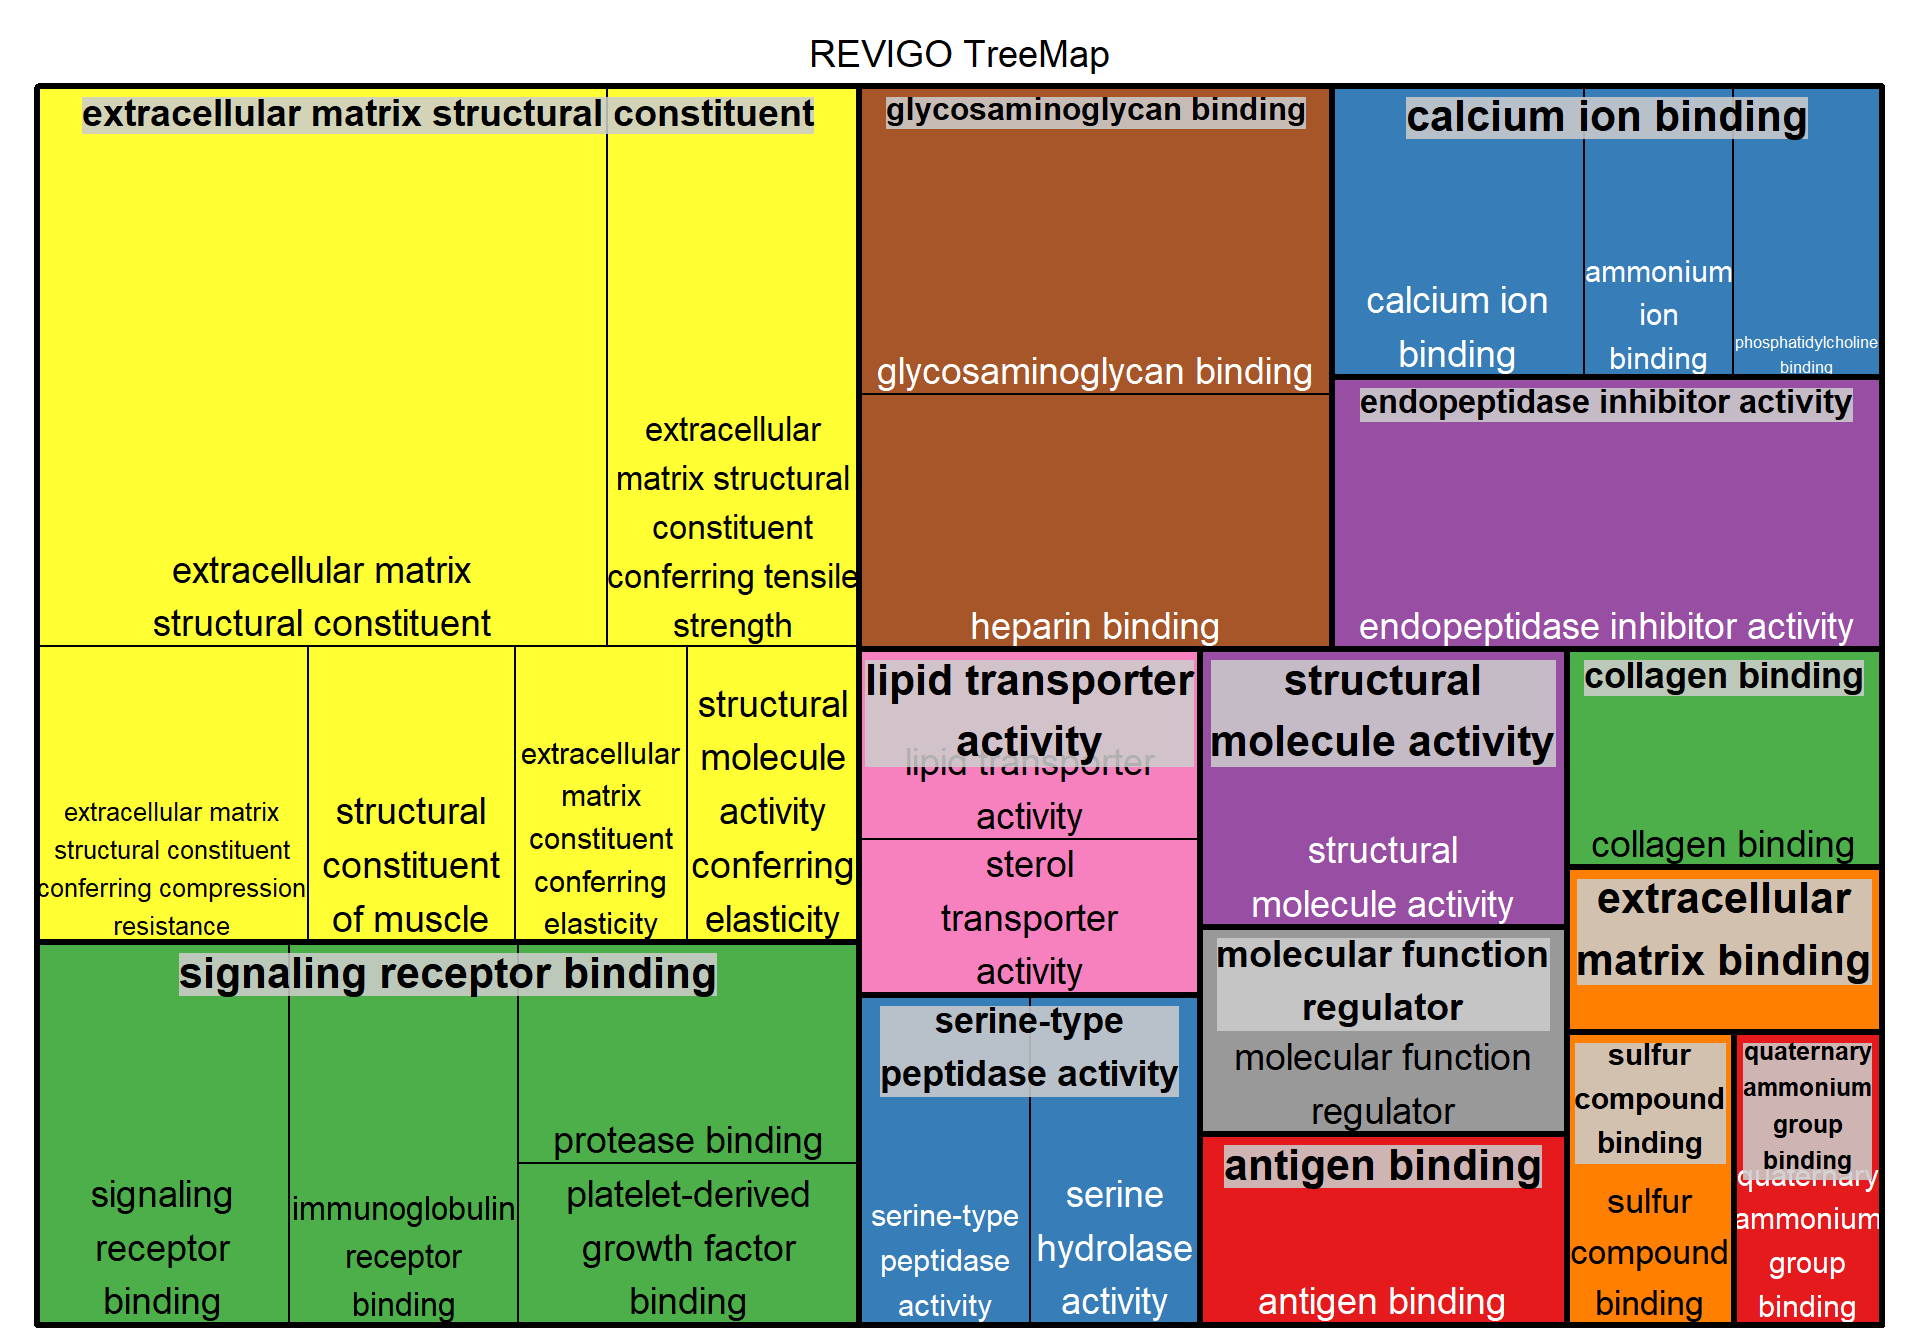 REVIGO TreeMap
extracellular matrix structural constituent
extracellular matrix
structural constituent
extracellular
matrix structural
constituent
conferring tensile
strength
extracellular matrix
structural constituent
conferring compression
resistance
structural
constituent
of muscle
extracellular
matrix
constituent
conferring
elasticity
structural
molecule
activity
conferring
elasticity
signaling receptor binding
signaling
receptor
binding
immunoglobulin
receptor
binding
protease binding
platelet-derived
growth factor
binding
glycosaminoglycan binding
glycosaminoglycan binding
heparin binding
calcium ion binding
calcium ion
binding
ammonium
ion
binding
phosphatidylcholine
binding
endopeptidase inhibitor activity
endopeptidase inhibitor activity
lipid transporter
activity
lipid transporter
activity
sterol
transporter
activity
serine-type
peptidase activity
serine-type
peptidase
activity
serine
hydrolase
activity
structural
molecule activity
structural
molecule activity
molecular function
regulator
molecular function
regulator
antigen binding
antigen binding
collagen binding
collagen binding
extracellular
matrix binding
sulfur
compound
binding
sulfur
compound
binding
quaternary
ammonium
group
binding
quaternary
ammonium
group
binding